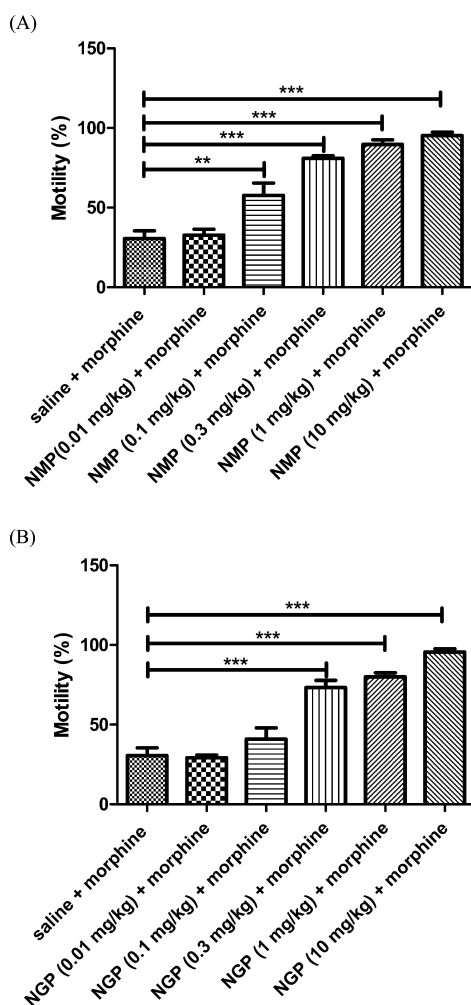 (A)
150
100
50
0
Motility (%)
***
***
***
**
saline + morphine
NMP(0.01 mg/kg) + morphine
NMP (0.1 mg/kg) + morphine
NMP (0.3 mg/kg) + morphine
NMP (1 mg/kg) + morphine
NMP (10 mg/kg) + morphine
(B)
150
100
50
0
Motility (%)
***
***
***
saline + morphine
NGP (0.01 mg/kg) + morphine
NGP (0.1 mg/kg) + morphine
NGP (0.3 mg/kg) + morphine
NGP (1 mg/kg) + morphine
NGP (10 mg/kg) + morphine